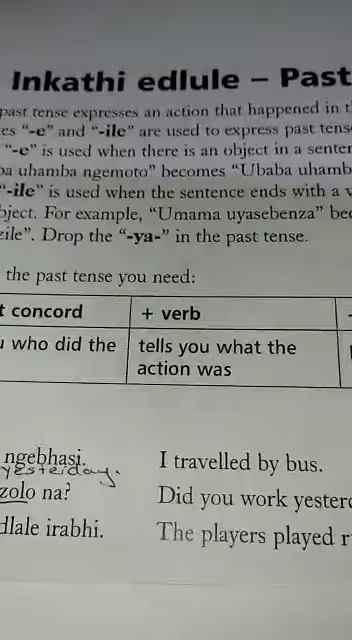 Inkathi edlule – Past
past tense expresses an action that happened in
es “-e” and “-ile” are used to express past tens
“-e” is used when there is an object in a senten
ba uhamba ngemoto” becomes “Ubaba uhamb
“-ile” is used when the sentence ends with a
bject. For example, “Umama uyasebenza” bec
zile”. Drop the “-ya-” in the past tense.
the past tense you need:
t concord + verb
u who did the tells you what the
action was
ngebhasi. I travelled by bus.
yesterday.
zolo na? Did you work yester
dlale irabhi. The players played r